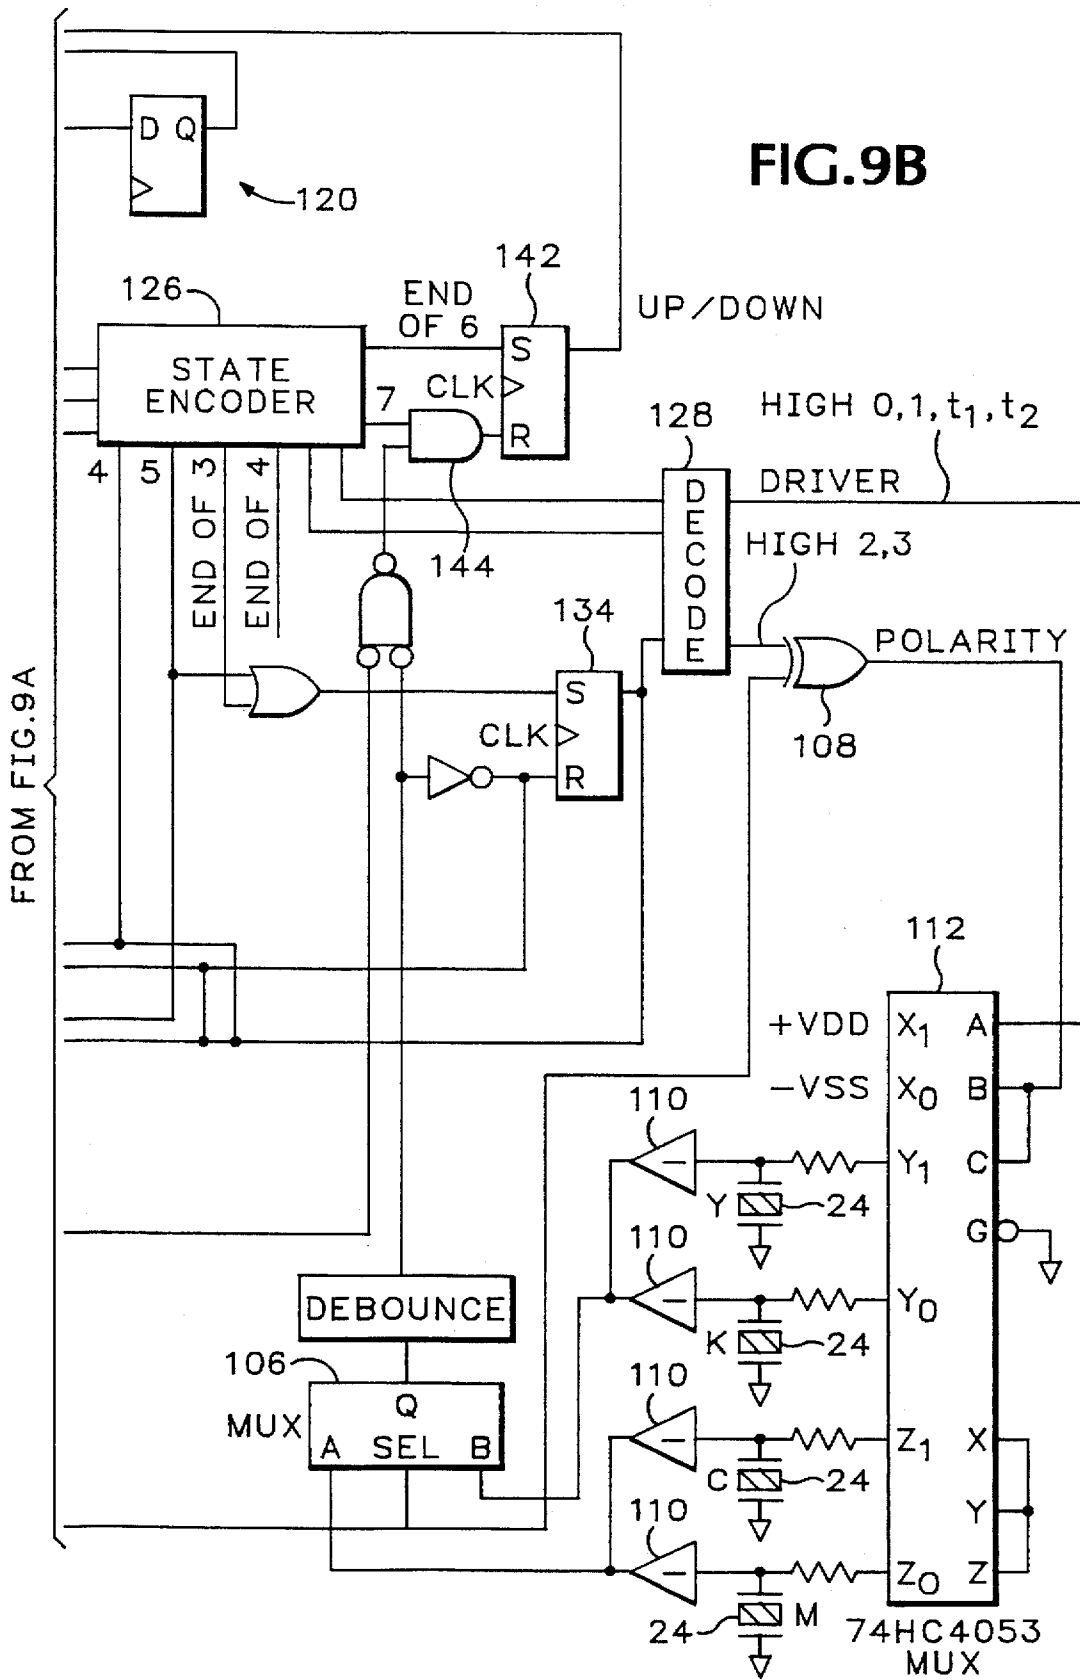 FIG.9B
D Q
120
142
126
END
OF 6
UP/DOWN
S
STATE
ENCODER
CLK
7
R
128
HIGH 0,1,t1,t2
4
5
END OF 3
END OF 4
144
DECODE
DRIVER
HIGH 2,3
134
POLARITY
S
CLK
R
108
FROM FIG.9A
112
+VDD X1 A
-VSS X0 B
110
Y1 C
Y 24
G
110
Y0
K 24
DEBOUNCE
106
Q
MUX
A SEL B
110
Z1 X
C 24
Y
110
Z0 Z
24 M
74HC4053
MUX